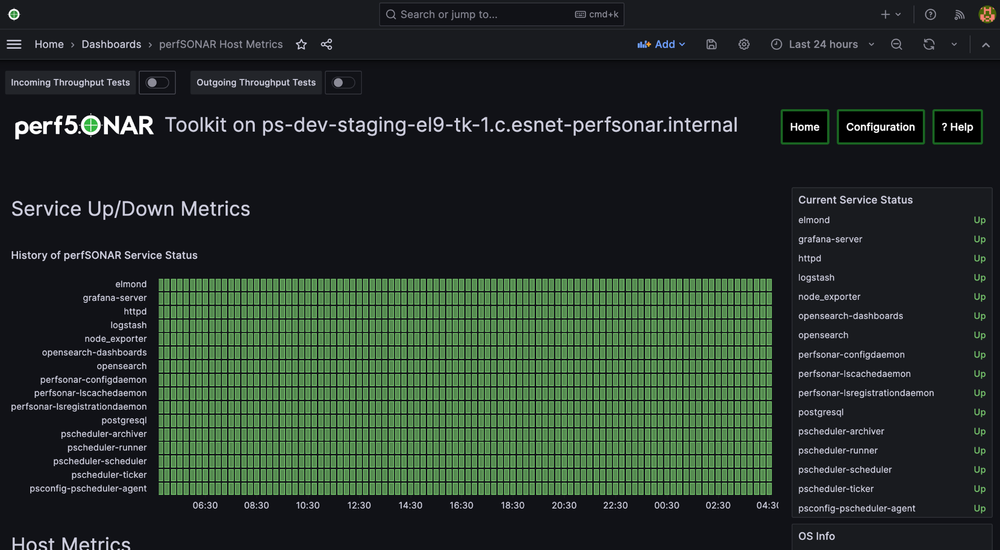 Search or jump to... cmd+k
Home › Dashboards › perfSONAR Host Metrics Add Last 24 hours
Incoming Throughput Tests Outgoing Throughput Tests
perfSONAR Toolkit on ps-dev-staging-el9-tk-1.c.esnet-perfsonar.internal
Home Configuration ? Help
Service Up/Down Metrics
History of perfSONAR Service Status
elmond
grafana-server
httpd
logstash
node_exporter
opensearch-dashboards
opensearch
perfsonar-configdaemon
perfsonar-lscachedaemon
perfsonar-lsregistrationdaemon
postgresql
pscheduler-archiver
pscheduler-runner
pscheduler-scheduler
pscheduler-ticker
psconfig-pscheduler-agent
06:30 08:30 10:30 12:30 14:30 16:30 18:30 20:30 22:30 00:30 02:30 04:30
Current Service Status
elmond Up
grafana-server Up
httpd Up
logstash Up
node_exporter Up
opensearch-dashboards Up
opensearch Up
perfsonar-configdaemon Up
perfsonar-lscachedaemon Up
perfsonar-lsregistrationdaemon Up
postgresql Up
pscheduler-archiver Up
pscheduler-runner Up
pscheduler-scheduler Up
pscheduler-ticker Up
psconfig-pscheduler-agent Up
Host Metrics
OS Info